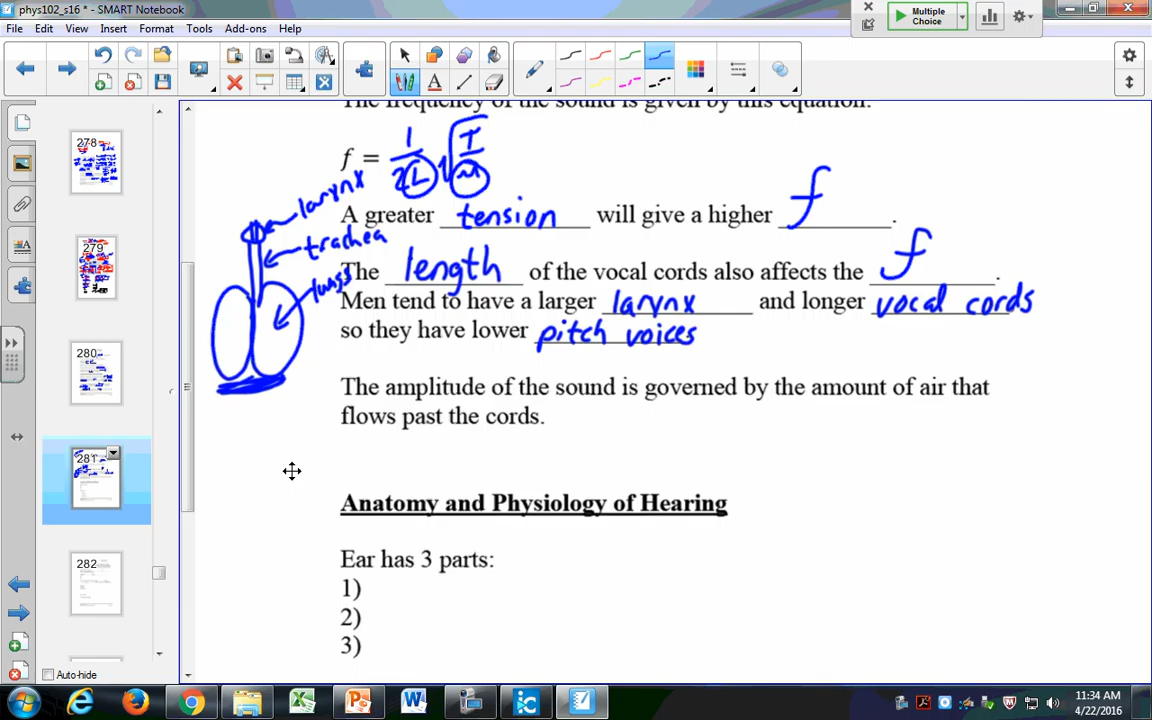 phys102_s16 * - SMART Notebook
Multiple Choice
File Edit View Insert Format Tools Add-ons Help
278
279
280
281
282
Auto-hide
The frequency of the sound is given by this equation.
f = 1/2L √T/m
larynx
trachea
lungs
A greater tension will give a higher f.
The length of the vocal cords also affects the f.
Men tend to have a larger larynx and longer vocal cords
so they have lower pitch voices
The amplitude of the sound is governed by the amount of air that
flows past the cords.
Anatomy and Physiology of Hearing
Ear has 3 parts:
1)
2)
3)
11:34 AM
4/22/2016